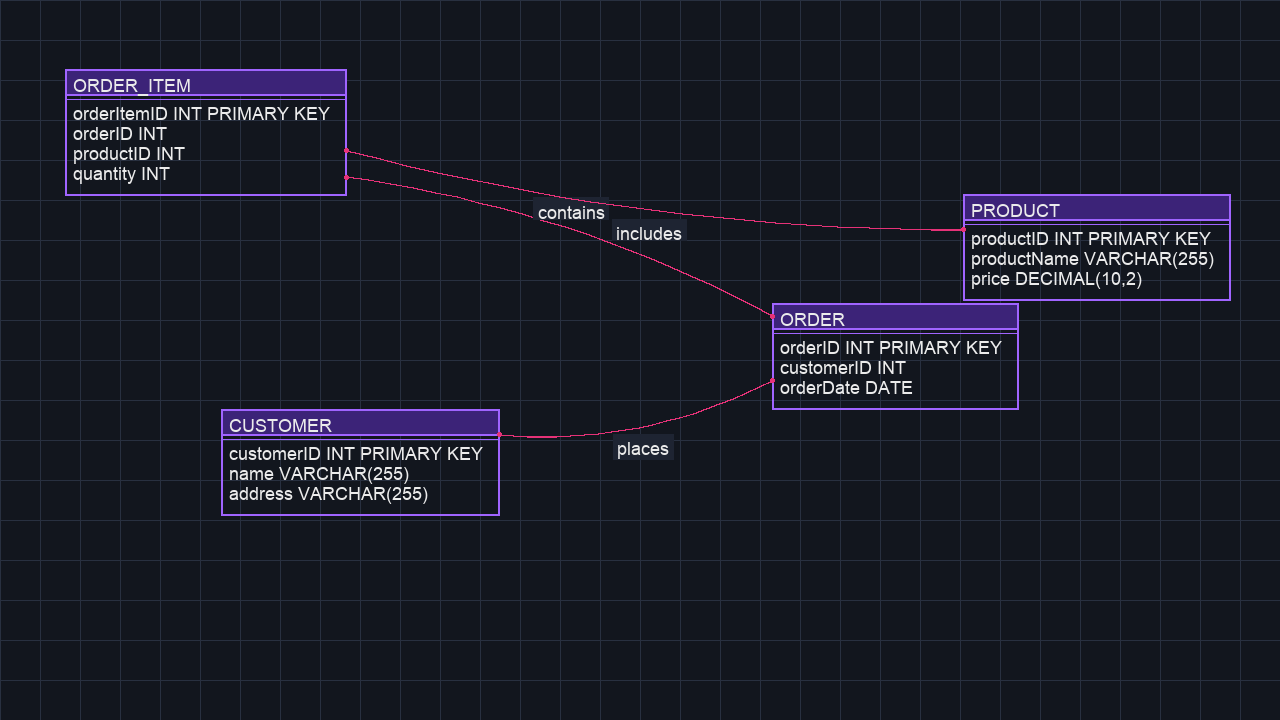 ORDER_ITEM
orderItemID INT PRIMARY KEY
orderID INT
productID INT
quantity INT
contains
includes
PRODUCT
productID INT PRIMARY KEY
productName VARCHAR(255)
price DECIMAL(10,2)
ORDER
orderID INT PRIMARY KEY
customerID INT
orderDate DATE
CUSTOMER
customerID INT PRIMARY KEY
name VARCHAR(255)
address VARCHAR(255)
places